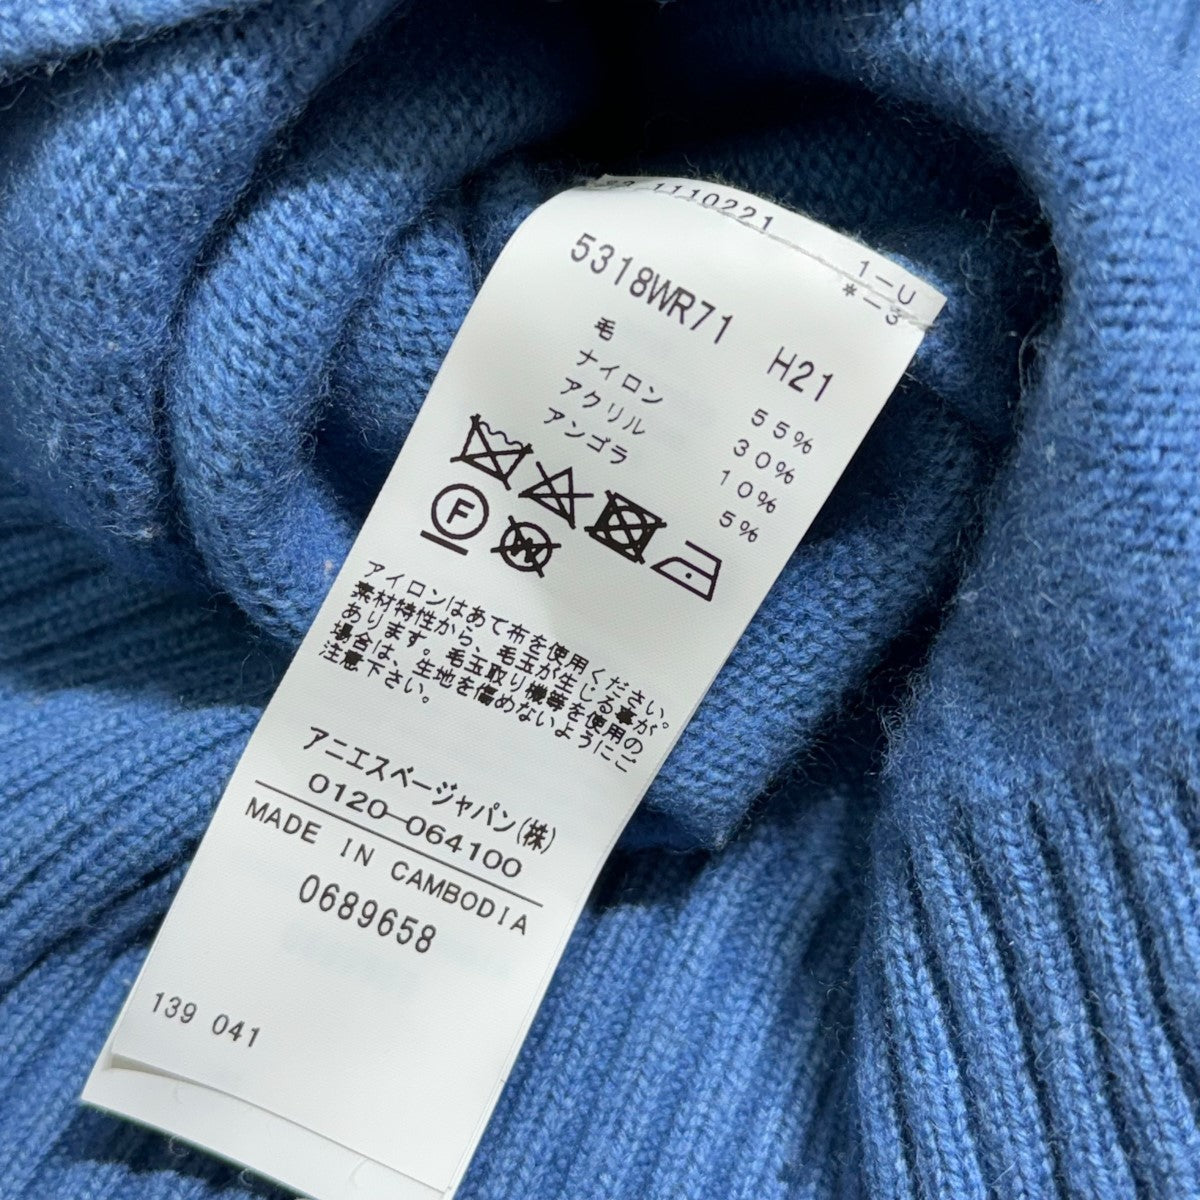 1110221
1-U
*-3
5318WR71 H21
毛 55%
ナイロン 30%
アクリル 10%
アンゴラ 5%
F
W
アイロンはあて布を使用ください。
素材特性から、毛玉が生じる事が
あります。毛玉取り機等を使用の
場合は、生地を傷めないようにご
注意下さい。
アニエスベージャパン(株)
0120-064100
MADE IN CAMBODIA
0689658
139 041